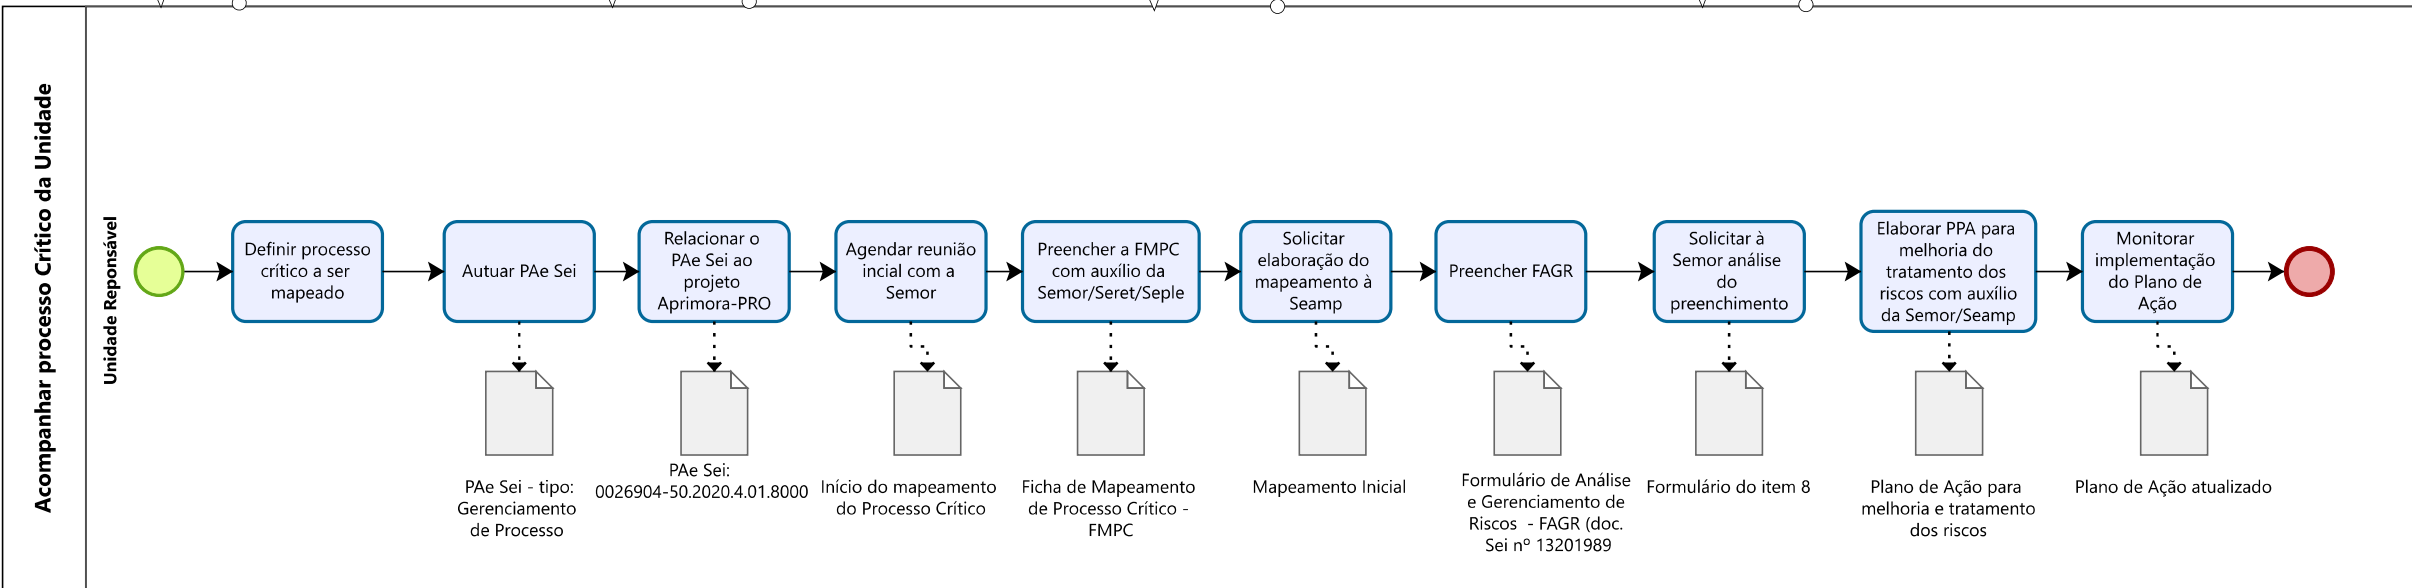 Acompanhar processo Crítico da Unidade
Unidade Reponsável
Definir processo
crítico a ser
mapeado
Autuar PAe Sei
Relacionar o
PAe Sei ao
projeto
Aprimora-PRO
Agendar reunião
incial com a
Semor
Preencher a FMPC
com auxílio da
Semor/Seret/Seple
Solicitar
elaboração do
mapeamento à
Seamp
Preencher FAGR
Solicitar à
Semor análise
do
preenchimento
Elaborar PPA para
melhoria do
tratamento dos
riscos com auxílio
da Semor/Seamp
Monitorar
implementação
do Plano de
Ação
PAe Sei - tipo:
Gerenciamento
de Processo
PAe Sei:
0026904-50.2020.4.01.8000
Início do mapeamento
do Processo Crítico
Ficha de Mapeamento
de Processo Crítico -
FMPC
Mapeamento Inicial
Formulário de Análise
e Gerenciamento de
Riscos  - FAGR (doc.
Sei nº 13201989
Formulário do item 8
Plano de Ação para
melhoria e tratamento
dos riscos
Plano de Ação atualizado